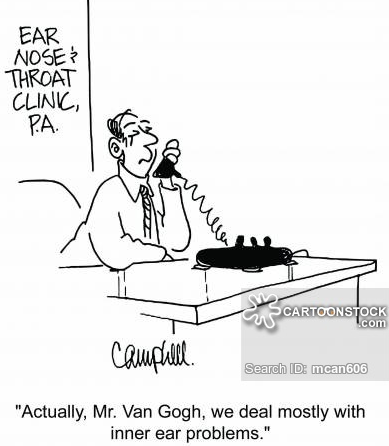 EAR
NOSE &
THROAT
CLINIC,
P.A.
Campbell.
CARTOONSTOCK
.com
Search ID: mcan606
"Actually, Mr. Van Gogh, we deal mostly with
inner ear problems."